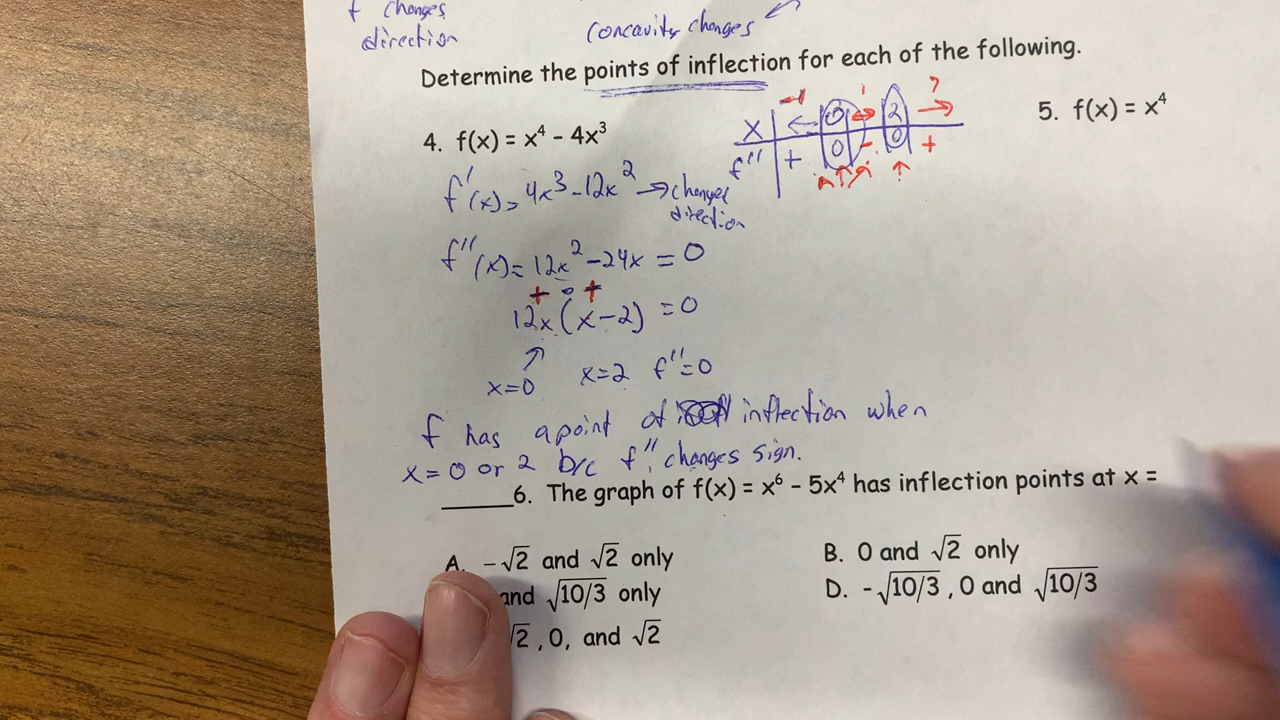 f changes
direction
concavity changes
Determine the points of inflection for each of the following.
4. f(x) = x⁴ - 4x³
x | ← -1 0 ↔ 1 2 → 3
f'' | + 0 - 0 +
5. f(x) = x⁴
f'(x) = 4x³ - 12x² → changes
direction
f''(x) = 12x² - 24x = 0
+ +
12x(x-2) = 0
x=0 x=2 f''=0
f has a point of inflection when
x=0 or 2 b/c f'' changes sign.
_____6. The graph of f(x) = x⁶ - 5x⁴ has inflection points at x =
A. -√2 and √2 only
B. 0 and √2 only
and √10/3 only
D. -√10/3, 0 and √10/3
√2, 0, and √2